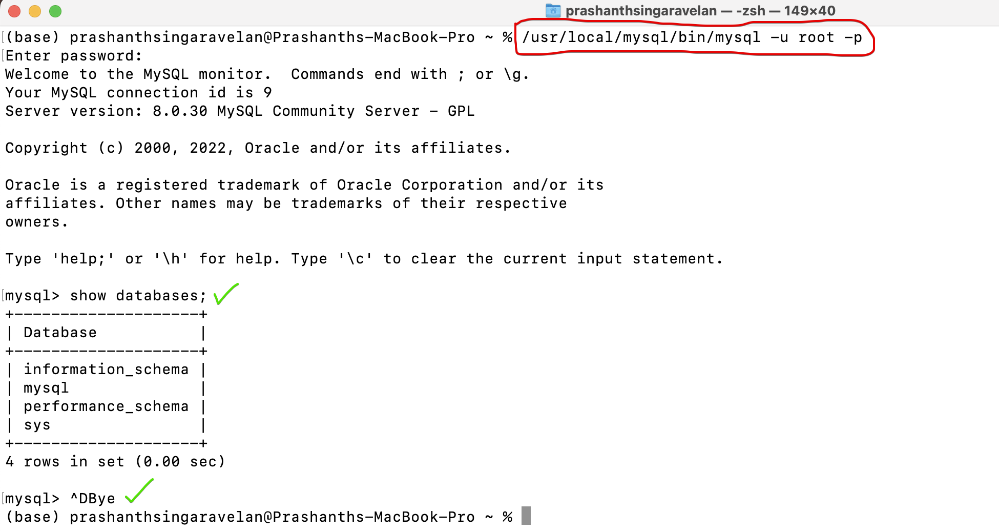 prashanthsingaravelan — -zsh — 149×40
(base) prashanthsingaravelan@Prashanths-MacBook-Pro ~ % /usr/local/mysql/bin/mysql -u root -p
Enter password:
Welcome to the MySQL monitor.  Commands end with ; or \g.
Your MySQL connection id is 9
Server version: 8.0.30 MySQL Community Server - GPL
Copyright (c) 2000, 2022, Oracle and/or its affiliates.
Oracle is a registered trademark of Oracle Corporation and/or its
affiliates. Other names may be trademarks of their respective
owners.
Type 'help;' or '\h' for help. Type '\c' to clear the current input statement.
mysql> show databases;
+--------------------+
| Database           |
+--------------------+
| information_schema |
| mysql              |
| performance_schema |
| sys                |
+--------------------+
4 rows in set (0.00 sec)
mysql> ^DBye
(base) prashanthsingaravelan@Prashanths-MacBook-Pro ~ %